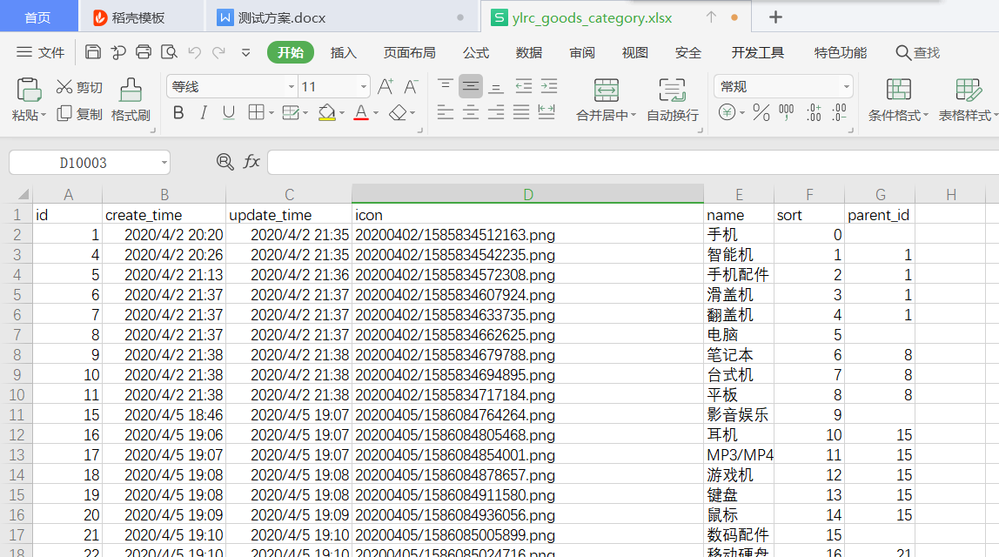 首页 稻壳模板 测试方案.docx ylrc_goods_category.xlsx
文件 开始 插入 页面布局 公式 数据 审阅 视图 安全 开发工具 特色功能 查找
粘贴 剪切 复制 格式刷 等线 11 合并居中 自动换行 常规 条件格式 表格样式
D10003 fx
A B C D E F G H
1 id create_time update_time icon name sort parent_id
2 1 2020/4/2 20:20 2020/4/2 21:35 20200402/1585834512163.png 手机 0
3 4 2020/4/2 20:26 2020/4/2 21:35 20200402/1585834542235.png 智能机 1 1
4 5 2020/4/2 21:13 2020/4/2 21:36 20200402/1585834572308.png 手机配件 2 1
5 6 2020/4/2 21:37 2020/4/2 21:37 20200402/1585834607924.png 滑盖机 3 1
6 7 2020/4/2 21:37 2020/4/2 21:37 20200402/1585834633735.png 翻盖机 4 1
7 8 2020/4/2 21:37 2020/4/2 21:37 20200402/1585834662625.png 电脑 5
8 9 2020/4/2 21:38 2020/4/2 21:38 20200402/1585834679788.png 笔记本 6 8
9 10 2020/4/2 21:38 2020/4/2 21:38 20200402/1585834694895.png 台式机 7 8
10 11 2020/4/2 21:38 2020/4/2 21:38 20200402/1585834717184.png 平板 8 8
11 15 2020/4/5 18:46 2020/4/5 19:07 20200405/1586084764264.png 影音娱乐 9
12 16 2020/4/5 19:06 2020/4/5 19:07 20200405/1586084805468.png 耳机 10 15
13 17 2020/4/5 19:07 2020/4/5 19:07 20200405/1586084854001.png MP3/MP4 11 15
14 18 2020/4/5 19:08 2020/4/5 19:08 20200405/1586084878657.png 游戏机 12 15
15 19 2020/4/5 19:08 2020/4/5 19:08 20200405/1586084911580.png 键盘 13 15
16 20 2020/4/5 19:09 2020/4/5 19:09 20200405/1586084936056.png 鼠标 14 15
17 21 2020/4/5 19:10 2020/4/5 19:10 20200405/1586085005899.png 数码配件 15
18 22 2020/4/5 19:10 2020/4/5 19:10 20200405/1586085024716.png 移动硬盘 16 21